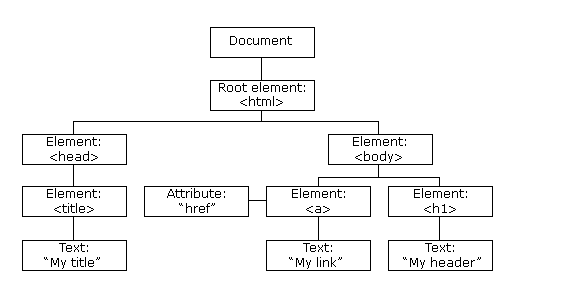 Document
Root element:
<html>
Element:
<head>
Element:
<body>
Element:
<title>
Attribute:
“href”
Element:
<a>
Element:
<h1>
Text:
“My title”
Text:
“My link”
Text:
“My header”